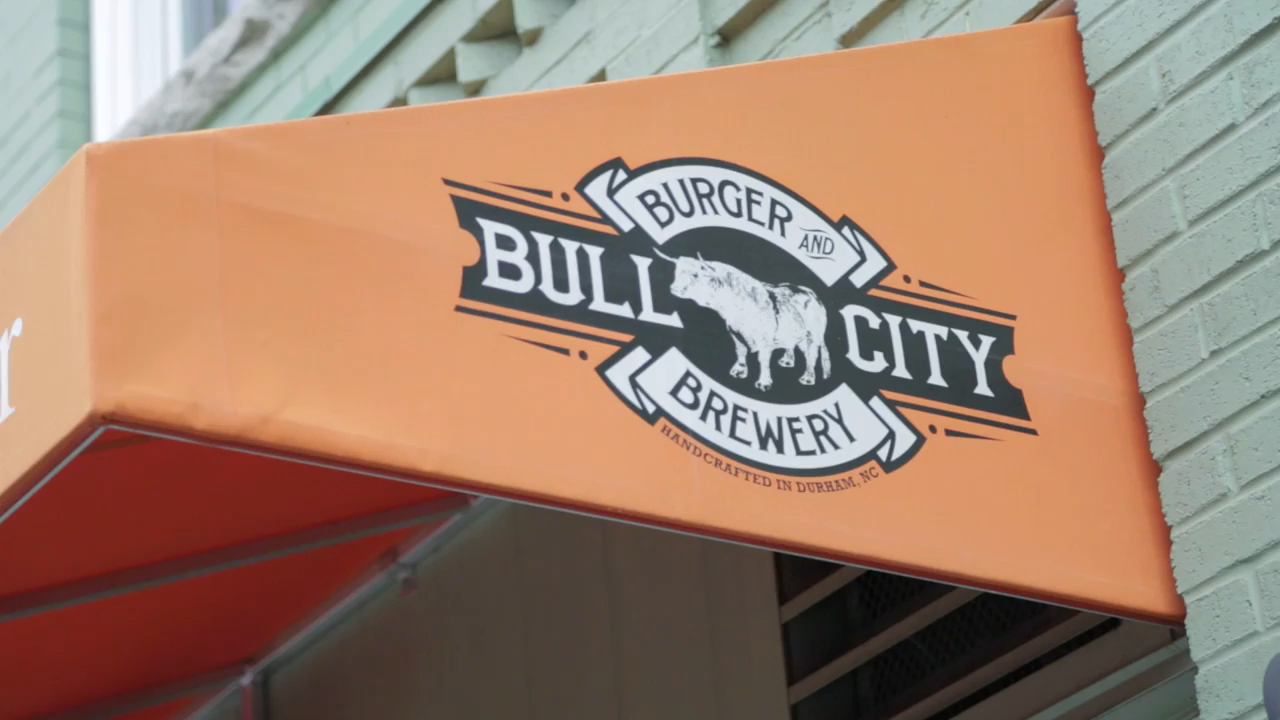 BURGER AND
BULL CITY
BREWERY
HANDCRAFTED IN DURHAM, NC
r